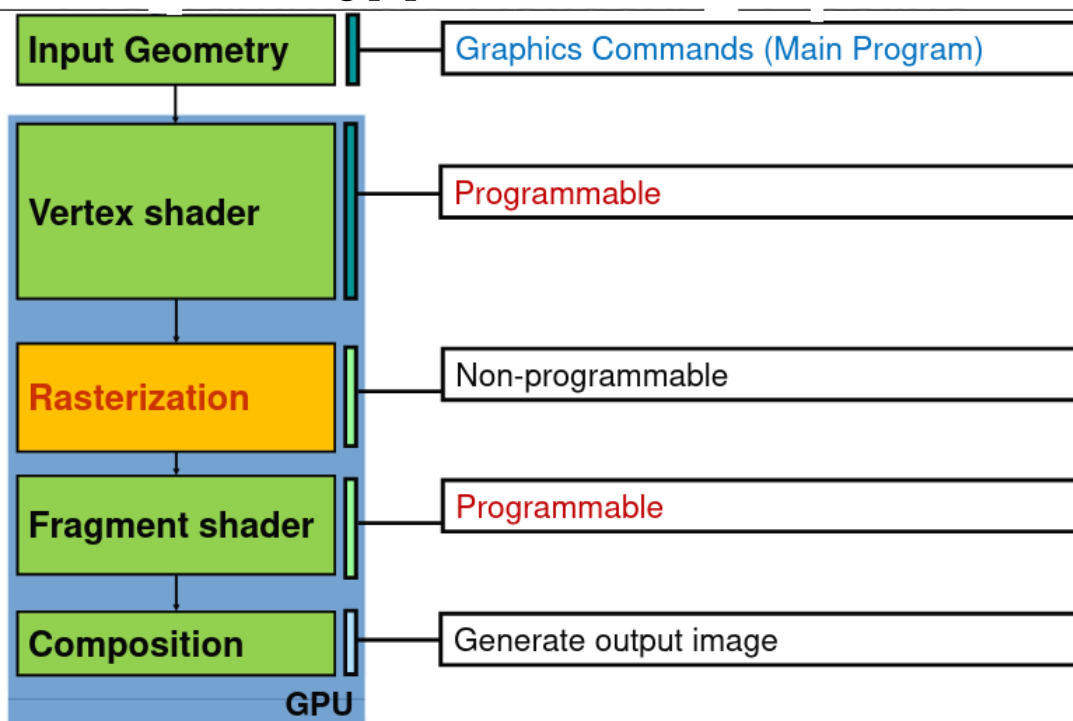 Input Geometry
Graphics Commands (Main Program)
Vertex shader
Programmable
Rasterization
Non-programmable
Fragment shader
Programmable
Composition
Generate output image
GPU